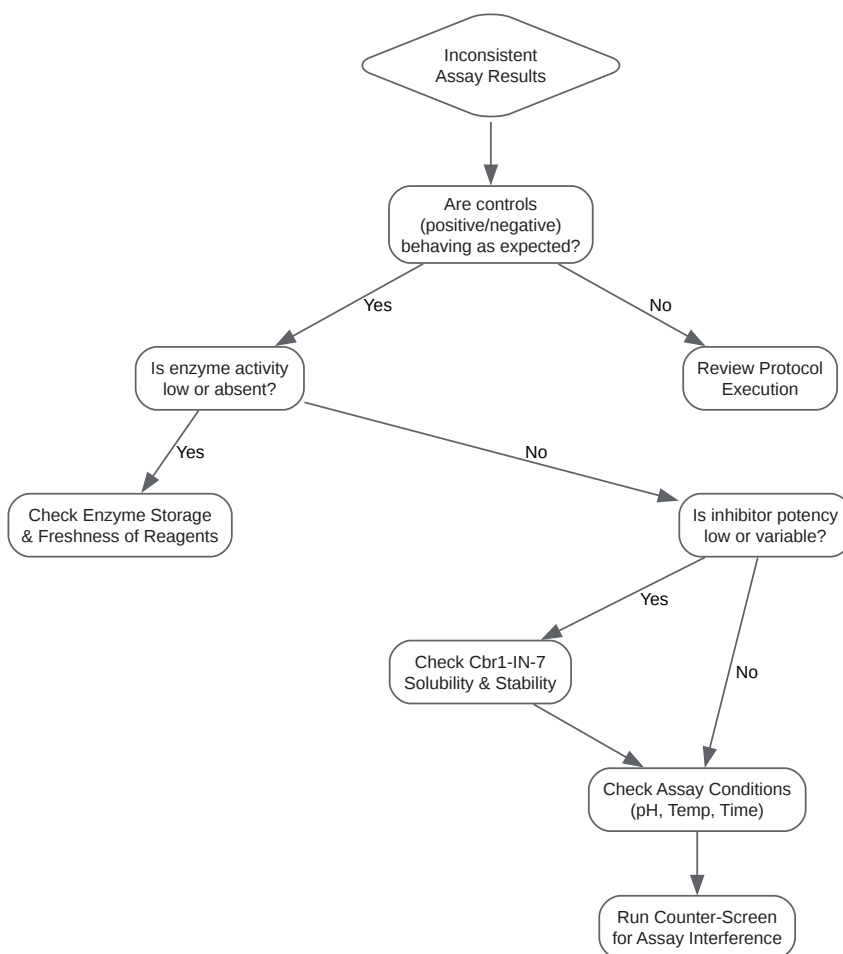 Inconsistent
Assay Results
Are controls
(positive/negative)
behaving as expected?
Yes
No
Is enzyme activity
low or absent?
Review Protocol
Execution
Yes
No
Check Enzyme Storage
& Freshness of Reagents
Is inhibitor potency
low or variable?
Yes
Check Cbr1-IN-7
Solubility & Stability
No
Check Assay Conditions
(pH, Temp, Time)
Run Counter-Screen
for Assay Interference